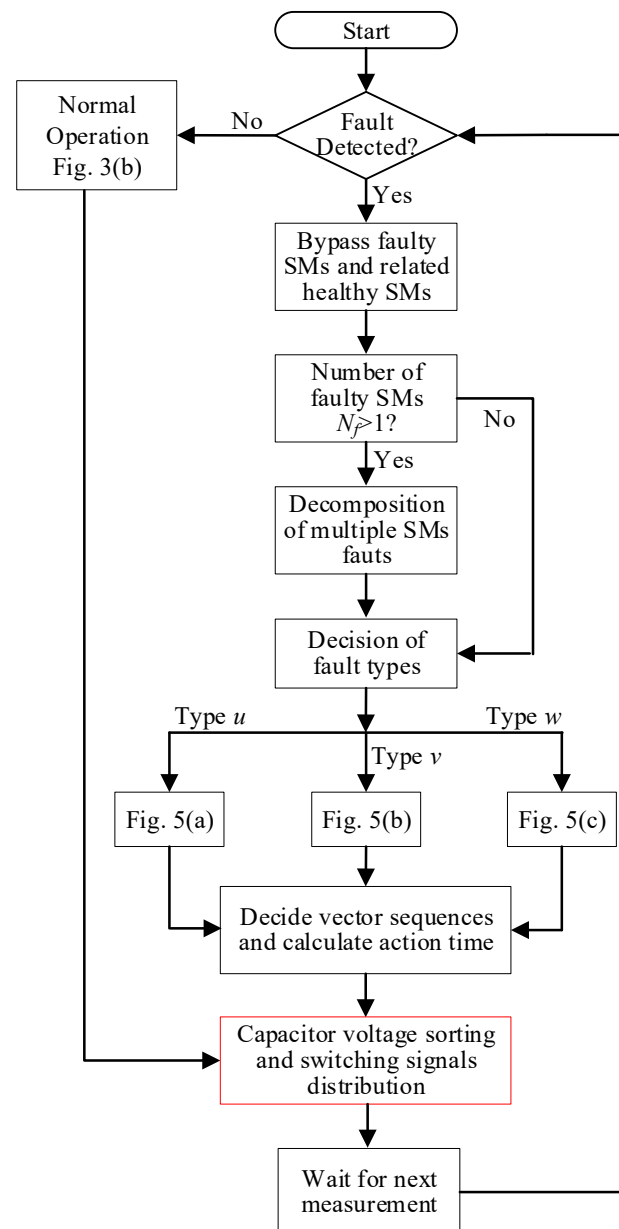 Start
Normal
Operation
Fig. 3(b)
No
Fault
Detected?
Yes
Bypass faulty
SMs and related
healthy SMs
Number of
faulty SMs
Nf>1?
No
Yes
Decomposition
of multiple SMs
fauts
Decision of
fault types
Type u
Type v
Type w
Fig. 5(a)
Fig. 5(b)
Fig. 5(c)
Decide vector sequences
and calculate action time
Capacitor voltage sorting
and switching signals
distribution
Wait for next
measurement